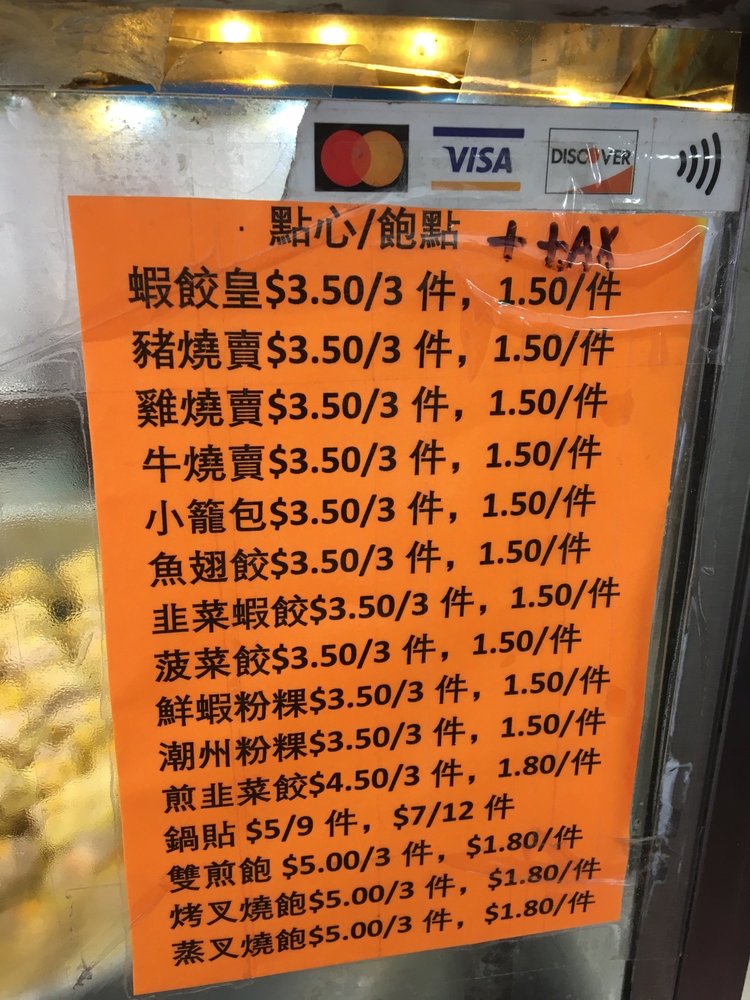 VISA
DISCOVER
· 點心/飽點 + tAX
蝦餃皇$3.50/3 件，1.50/件
豬燒賣$3.50/3 件，1.50/件
雞燒賣$3.50/3 件，1.50/件
牛燒賣$3.50/3 件，1.50/件
小籠包$3.50/3 件，1.50/件
魚翅餃$3.50/3 件，1.50/件
韭菜蝦餃$3.50/3 件，1.50/件
菠菜餃$3.50/3 件，1.50/件
鮮蝦粉粿$3.50/3 件，1.50/件
潮州粉粿$3.50/3 件，1.50/件
煎韭菜餃$4.50/3 件，1.80/件
鍋貼 $5/9 件，$7/12 件
雙煎飽 $5.00/3 件，$1.80/件
烤叉燒飽$5.00/3 件，$1.80/件
蒸叉燒飽$5.00/3 件，$1.80/件